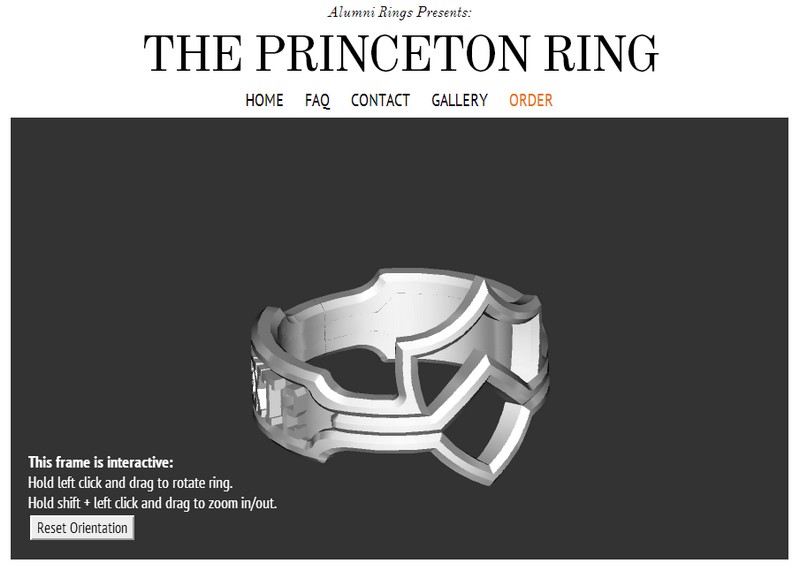 Alumni Rings Presents:
THE PRINCETON RING
HOME FAQ CONTACT GALLERY ORDER
This frame is interactive:
Hold left click and drag to rotate ring.
Hold shift + left click and drag to zoom in/out.
Reset Orientation